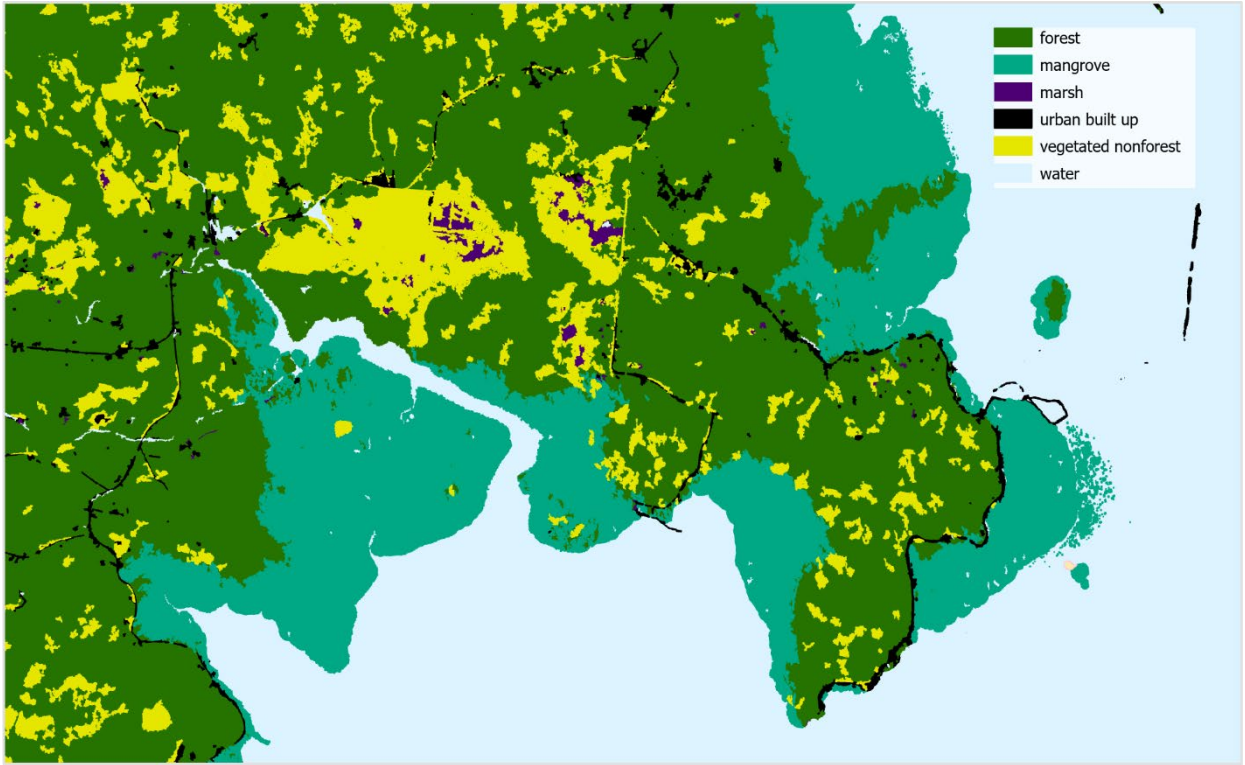 forest
mangrove
marsh
urban built up
vegetated nonforest
water